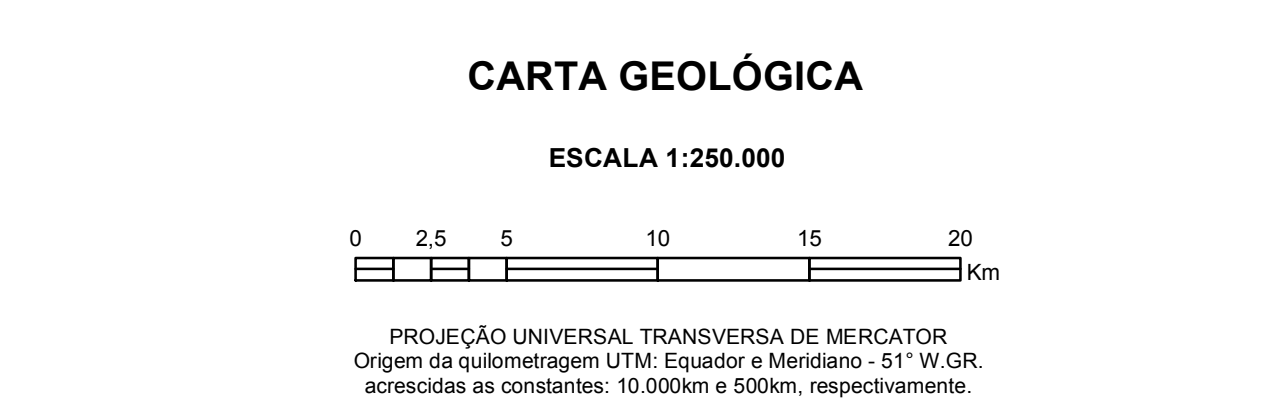 CARTA GEOLÓGICA
ESCALA 1:250.000
0 2,5 5 10 15 20
Km
PROJEÇÃO UNIVERSAL TRANSVERSA DE MERCATOR
Origem da quilometragem UTM: Equador e Meridiano - 51° W.GR.
acrescidas as constantes: 10.000km e 500km, respectivamente.